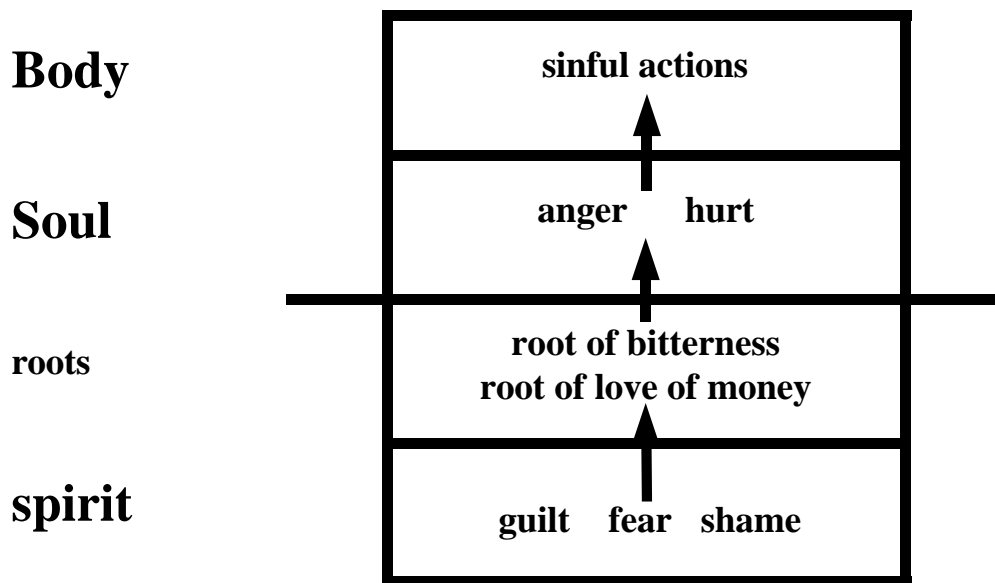 Body
sinful actions
Soul
anger hurt
roots
root of bitterness
root of love of money
spirit
guilt fear shame